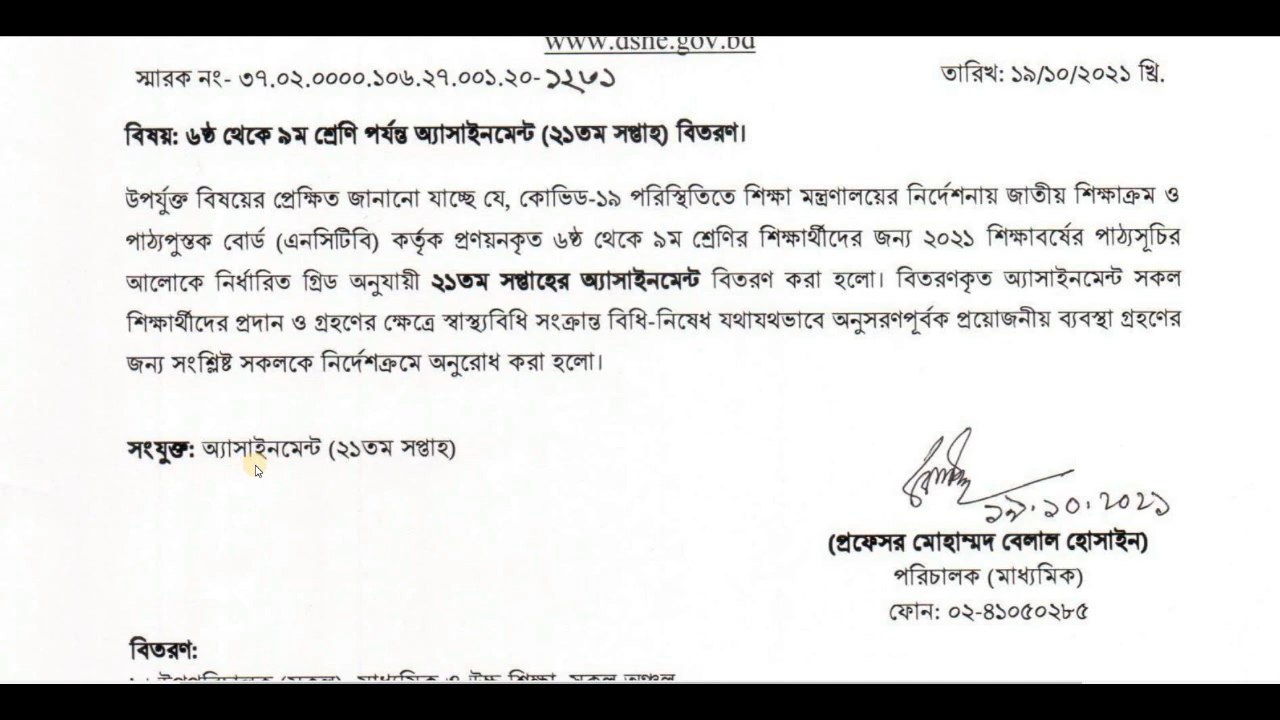 www.dshe.gov.bd
স্মারক নং- ৩৭.০২.০০০০.১০৬.২৭.০০১.২০-
তারিখ: ১৯/১০/২০২১ খ্রি.
বিষয়: ৬ষ্ঠ থেকে ৯ম শ্রেণি পর্যন্ত অ্যাসাইনমেন্ট (২১তম সপ্তাহ) বিতরণ।
উপর্যুক্ত বিষয়ের প্রেক্ষিত জানানো যাচ্ছে যে, কোভিড-১৯ পরিস্থিতিতে শিক্ষা মন্ত্রণালয়ের নির্দেশনায় জাতীয় শিক্ষাক্রম ও
পাঠ্যপুস্তক বোর্ড (এনসিটিবি) কর্তৃক প্রণয়নকৃত ৬ষ্ঠ থেকে ৯ম শ্রেণির শিক্ষার্থীদের জন্য ২০২১ শিক্ষাবর্ষের পাঠ্যসূচির
আলোকে নির্ধারিত গ্রিড অনুযায়ী ২১তম সপ্তাহের অ্যাসাইনমেন্ট বিতরণ করা হলো। বিতরণকৃত অ্যাসাইনমেন্ট সকল
শিক্ষার্থীদের প্রদান ও গ্রহণের ক্ষেত্রে স্বাস্থ্যবিধি সংক্রান্ত বিধি-নিষেধ যথাযথভাবে অনুসরণপূর্বক প্রয়োজনীয় ব্যবস্থা গ্রহণের
জন্য সংশ্লিষ্ট সকলকে নির্দেশক্রমে অনুরোধ করা হলো।
সংযুক্ত: অ্যাসাইনমেন্ট (২১তম সপ্তাহ)
১৯.১০.২০২১
(প্রফেসর মোহাম্মদ বেলাল হোসাইন)
পরিচালক (মাধ্যমিক)
ফোন: ০২-৪১০৫০২৮৫
বিতরণ: